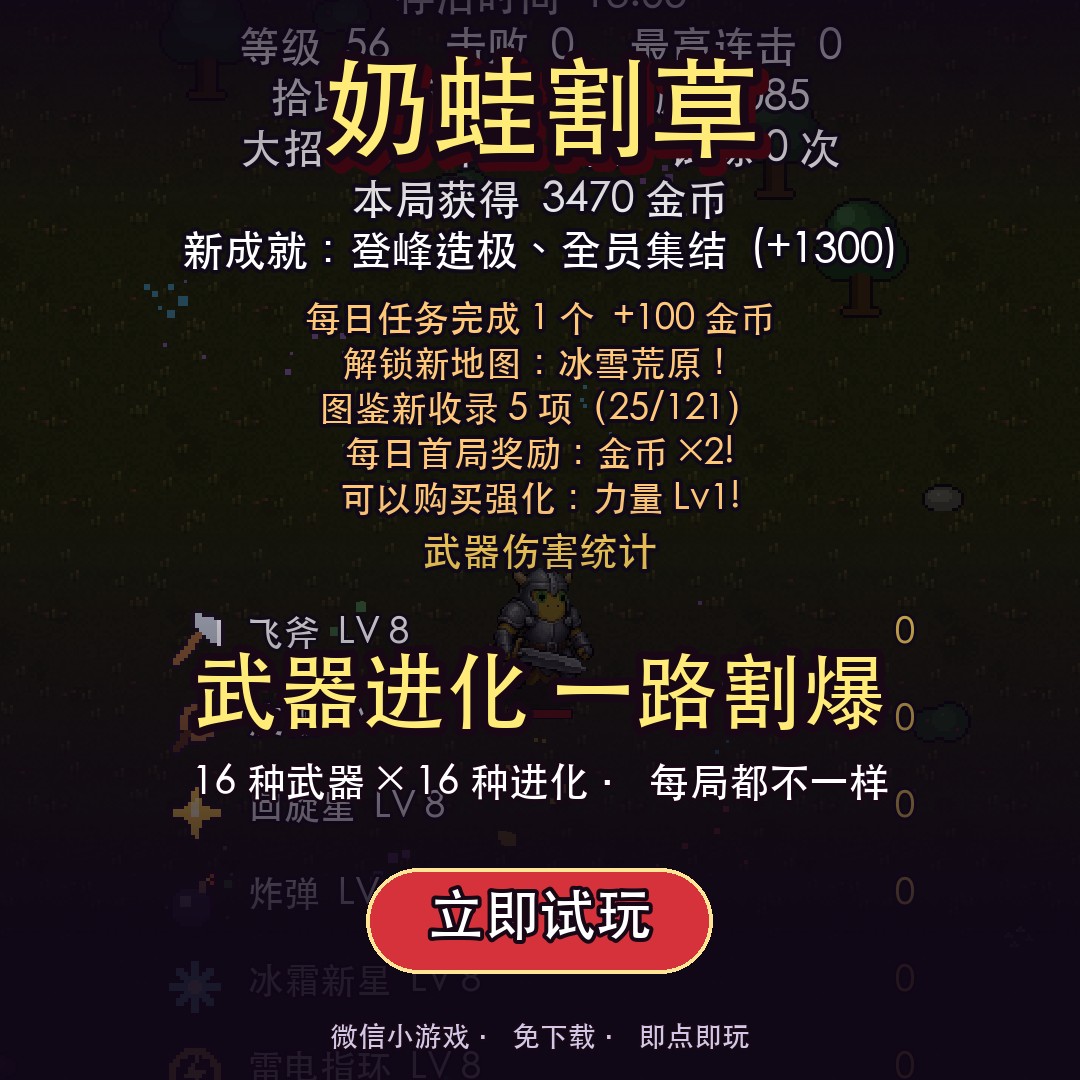 等级 56 击败 0 最高连击 0
奶蛙割草
拾
85
大招
0 次
本局获得 3470 金币
新成就：登峰造极、全员集结 (+1300)
每日任务完成 1 个 +100 金币
解锁新地图：冰雪荒原！
图鉴新收录 5 项 (25/121)
每日首局奖励：金币 ×2!
可以购买强化：力量 Lv1!
武器伤害统计
飞斧 LV 8 0
武器进化 一路割爆
0
16 种武器 × 16 种进化 · 每局都不一样
回旋星 LV 8 0
炸弹 LV 0
立即试玩
冰霜新星 LV 8 0
微信小游戏 · 免下载 · 即点即玩
雷电指环 LV 8 0